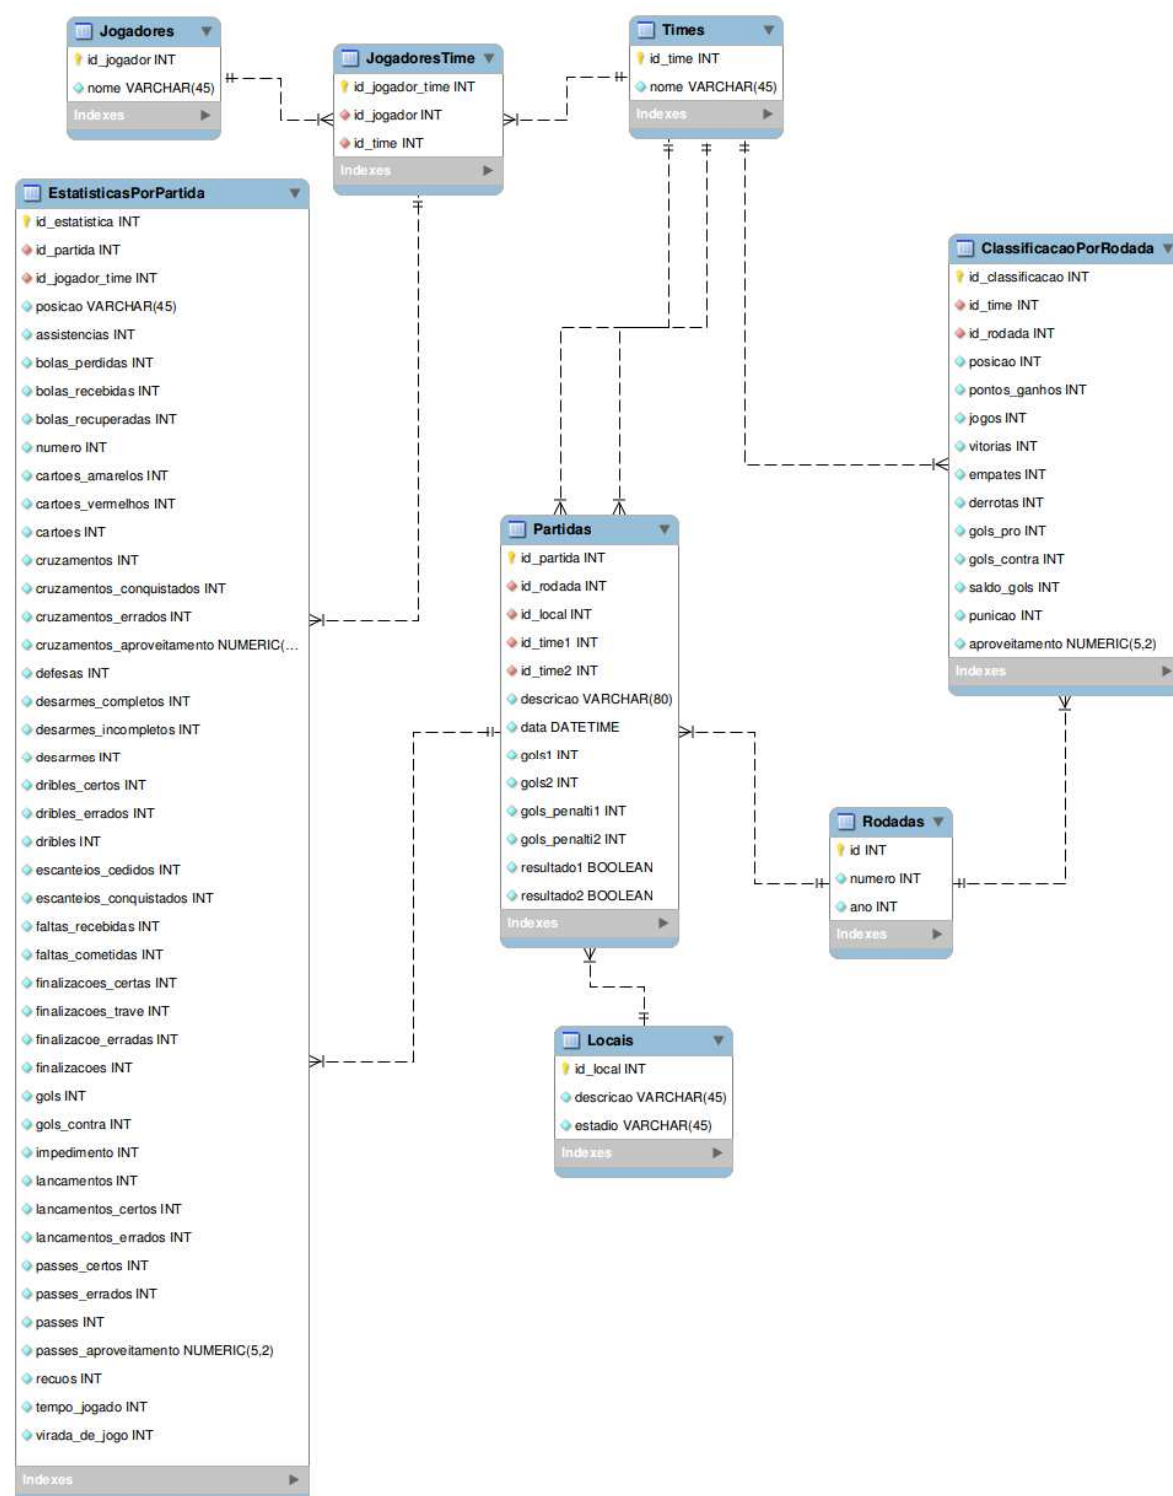 Jogadores
id_jogador INT
nome VARCHAR(45)
Indexes
JogadoresTime
id_jogador_time INT
id_jogador INT
id_time INT
Indexes
Times
id_time INT
nome VARCHAR(45)
Indexes
EstatisticasPorPartida
id_estatistica INT
id_partida INT
id_jogador_time INT
posicao VARCHAR(45)
assistencias INT
bolas_perdidas INT
bolas_recebidas INT
bolas_recuperadas INT
numero INT
cartoes_amarelos INT
cartoes_vermelhos INT
cartoes INT
cruzamentos INT
cruzamentos_conquistados INT
cruzamentos_errados INT
cruzamentos_aproveitamento NUMERIC(...
defesas INT
desarmes_completos INT
desarmes_incompletos INT
desarmes INT
dribles_certos INT
dribles_errados INT
dribles INT
escanteios_cedidos INT
escanteios_conquistados INT
faltas_recebidas INT
faltas_cometidas INT
finalizacoes_certas INT
finalizacoes_trave INT
finalizacoe_erradas INT
finalizacoes INT
gols INT
gols_contra INT
impedimento INT
lancamentos INT
lancamentos_certos INT
lancamentos_errados INT
passes_certos INT
passes_errados INT
passes INT
passes_aproveitamento NUMERIC(5,2)
recuos INT
tempo_jogado INT
virada_de_jogo INT
Indexes
ClassificacaoPorRodada
id_classificacao INT
id_time INT
id_rodada INT
posicao INT
pontos_ganhos INT
jogos INT
vitorias INT
empates INT
derrotas INT
gols_pro INT
gols_contra INT
saldo_gols INT
punicao INT
aproveitamento NUMERIC(5,2)
Indexes
Partidas
id_partida INT
id_rodada INT
id_local INT
id_time1 INT
id_time2 INT
descricao VARCHAR(80)
data DATETIME
gols1 INT
gols2 INT
gols_penalti1 INT
gols_penalti2 INT
resultado1 BOOLEAN
resultado2 BOOLEAN
Indexes
Rodadas
id INT
numero INT
ano INT
Indexes
Locais
id_local INT
descricao VARCHAR(45)
estadio VARCHAR(45)
Indexes